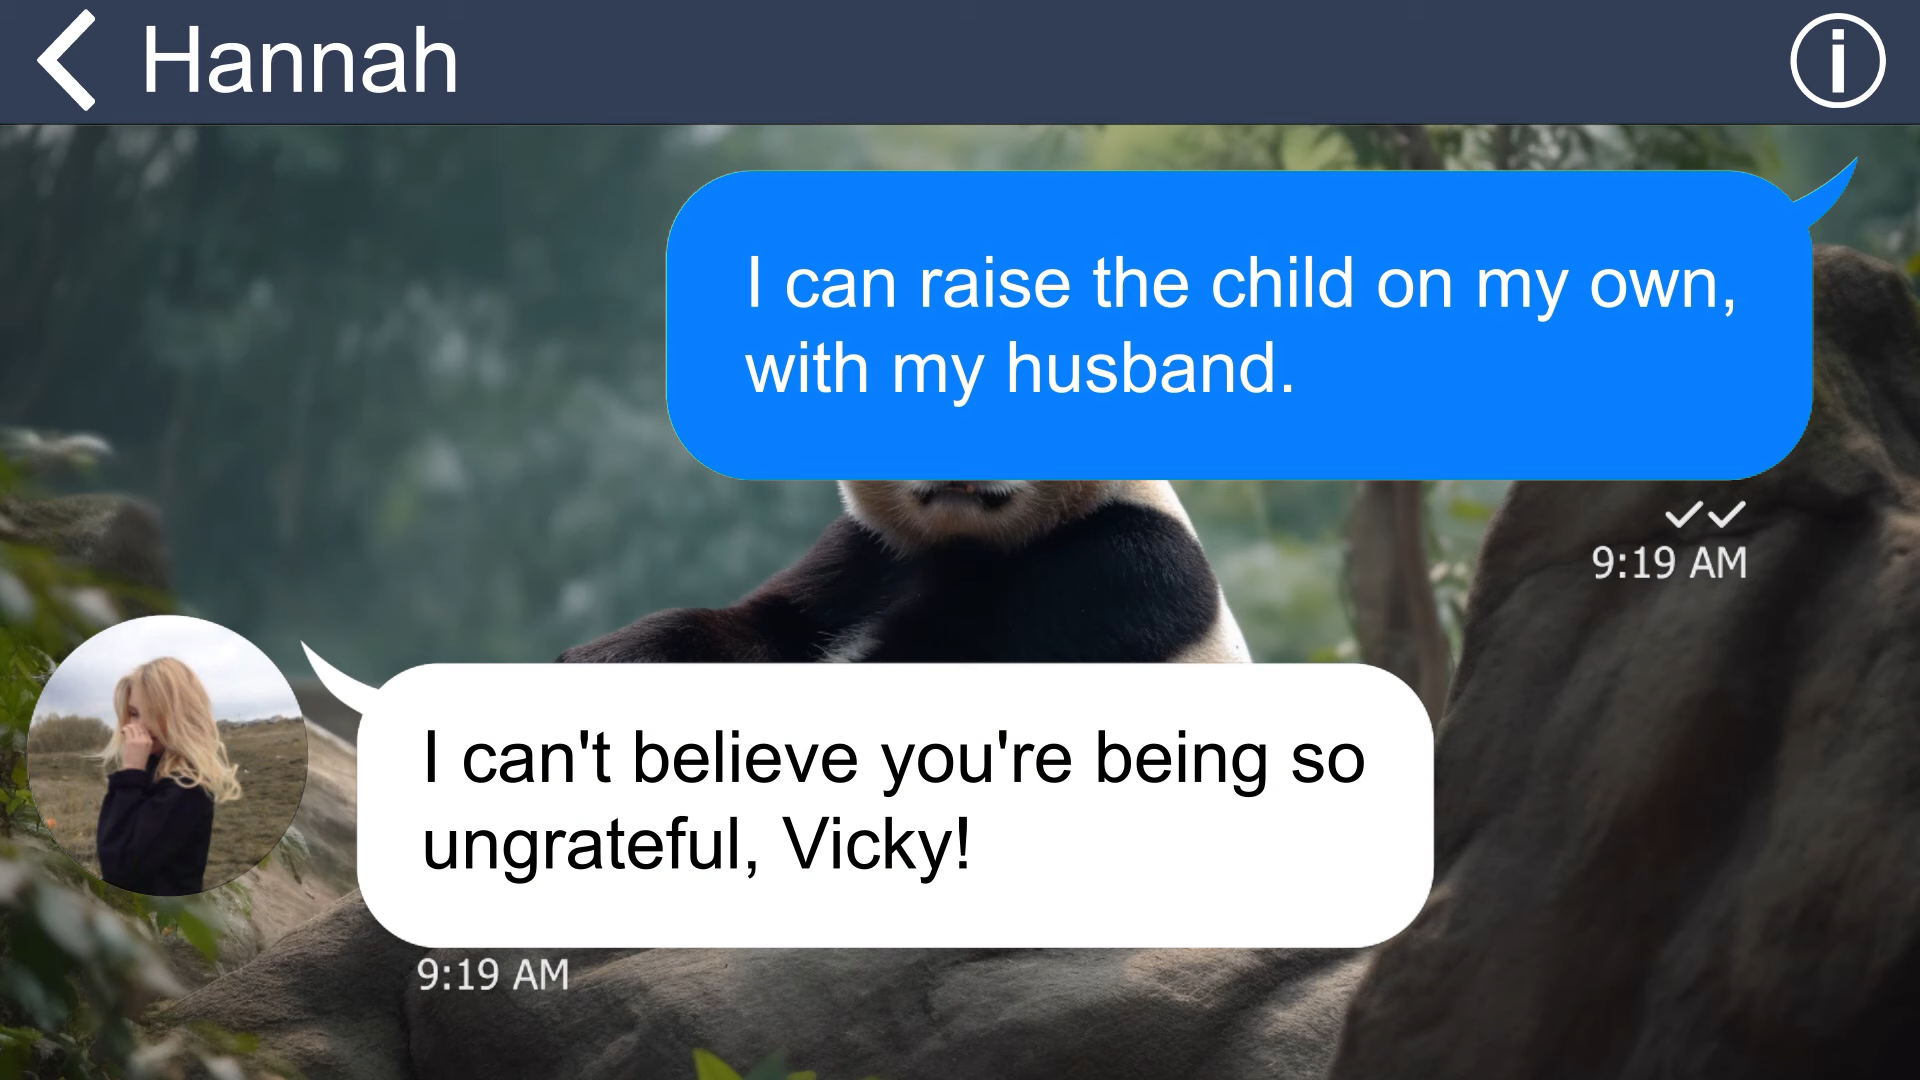 Hannah
I can raise the child on my own,
with my husband.
9:19 AM
I can't believe you're being so
ungrateful, Vicky!
9:19 AM